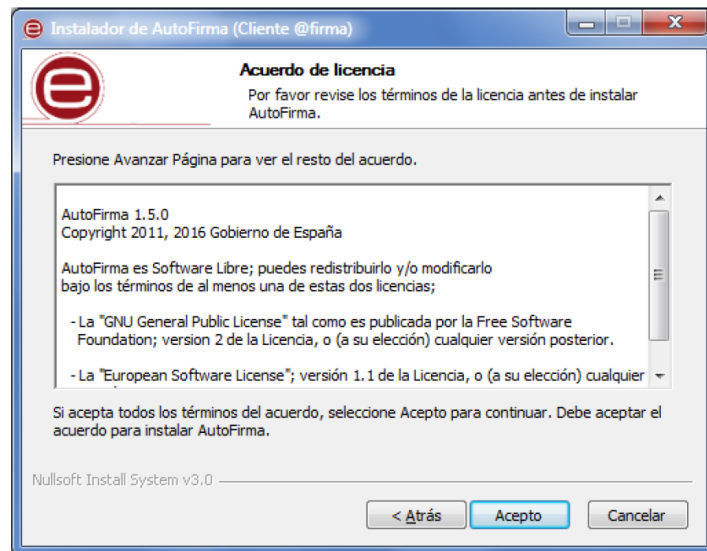 Instalador de AutoFirma (Cliente @firma)
Acuerdo de licencia
Por favor revise los términos de la licencia antes de instalar
AutoFirma.
Presione Avanzar Página para ver el resto del acuerdo.
AutoFirma 1.5.0
Copyright 2011, 2016 Gobierno de España
AutoFirma es Software Libre; puedes redistribuirlo y/o modificarlo
bajo los términos de al menos una de estas dos licencias;
- La "GNU General Public License" tal como es publicada por la Free Software
Foundation; version 2 de la Licencia, o (a su elección) cualquier versión posterior.
- La "European Software License"; versión 1.1 de la Licencia, o (a su elección) cualquier
Si acepta todos los términos del acuerdo, seleccione Acepto para continuar. Debe aceptar el
acuerdo para instalar AutoFirma.
Nullsoft Install System v3.0
< Atrás
Acepto
Cancelar